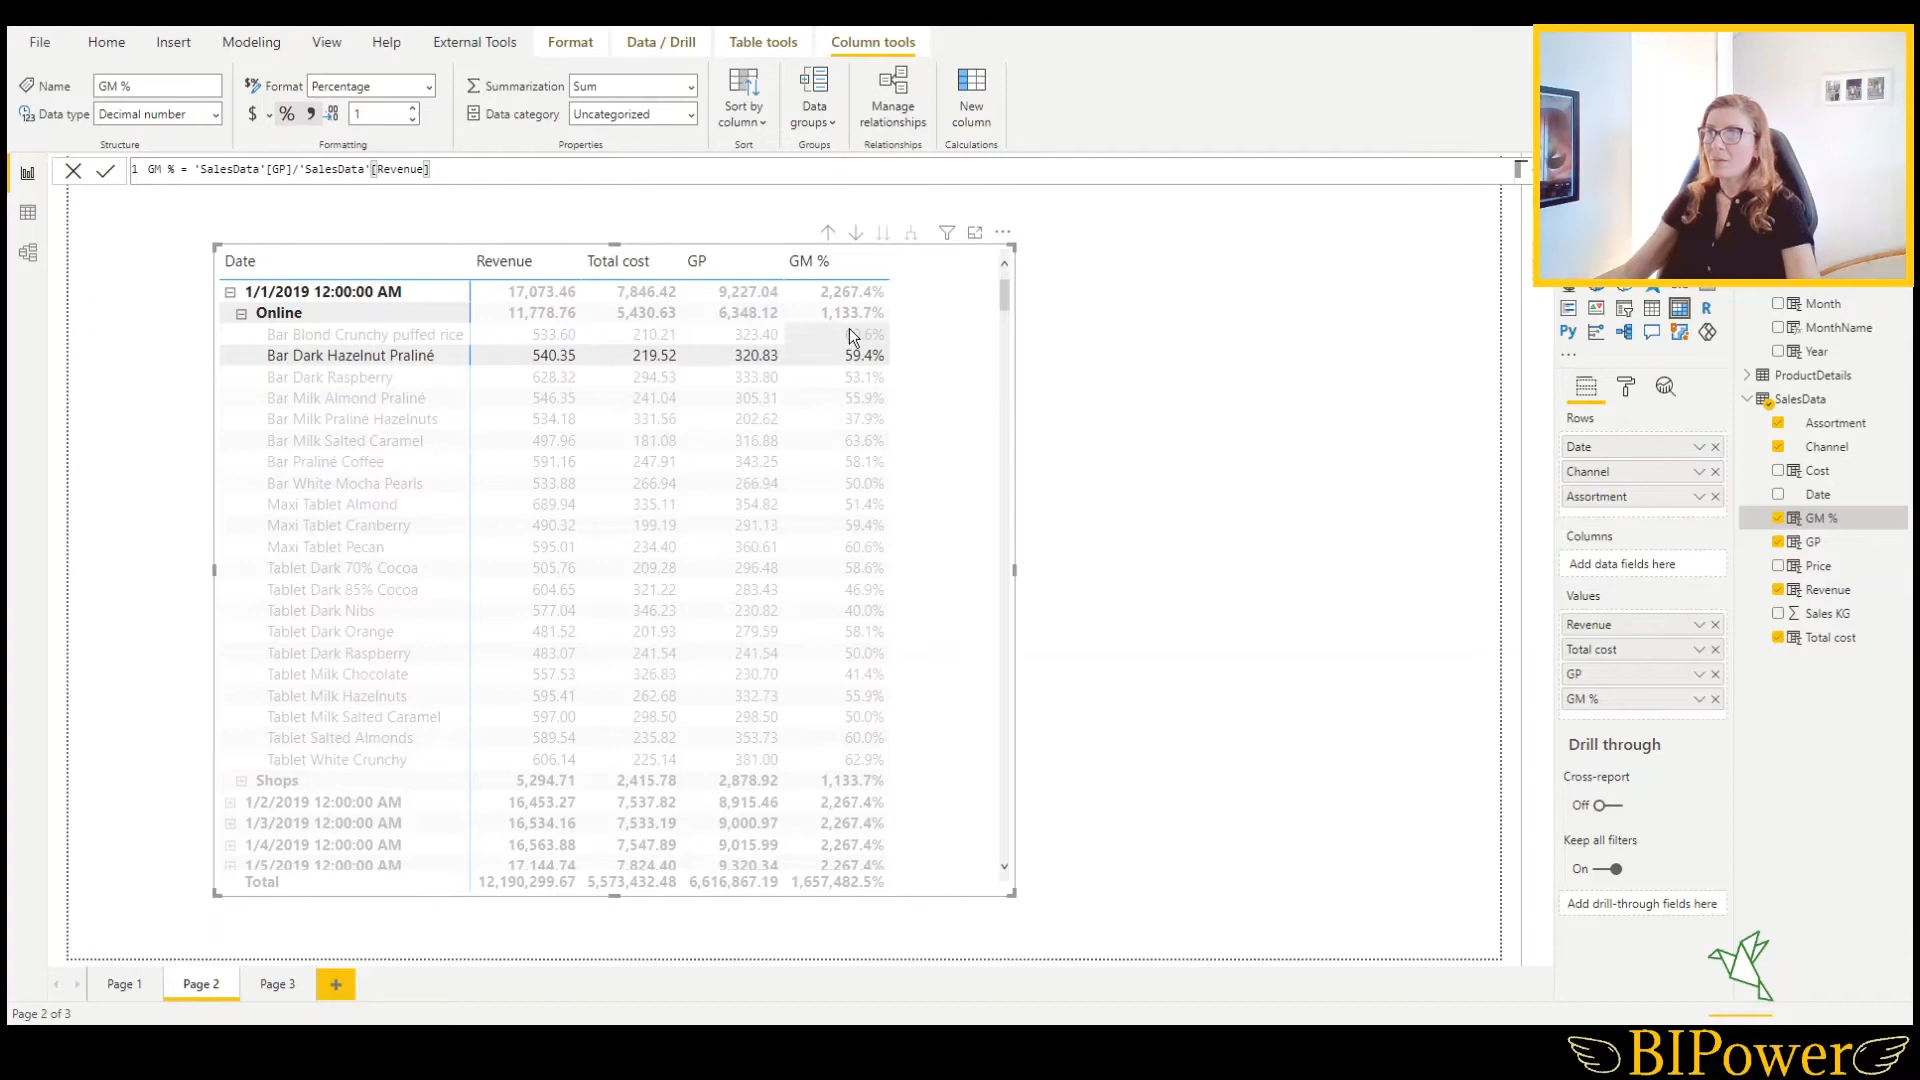 File Home Insert Modeling View Help External Tools Format Data / Drill Table tools Column tools
Name GM % Format Percentage Summarization Sum
Data type Decimal number $ % 1 Data category Uncategorized
Sort by column Data groups Manage relationships New column
Structure Formatting Properties Sort Groups Relationships Calculations
1 GM % = 'SalesData'[GP]/'SalesData'[Revenue]
Date Revenue Total cost GP GM %
1/1/2019 12:00:00 AM 17,073.46 7,846.42 9,227.04 2,267.4%
Online 11,778.76 5,430.63 6,348.12 1,133.7%
Bar Blond Crunchy puffed rice 533.60 210.21 323.40
Bar Dark Hazelnut Praliné 540.35 219.52 320.83 59.4%
Bar Dark Raspberry 628.32 294.53 333.80 53.1%
Bar Milk Almond Praliné 546.35 241.04 305.31 55.9%
Bar Milk Praliné Hazelnuts 534.18 331.56 202.62 37.9%
Bar Milk Salted Caramel 497.96 181.08 316.88 63.6%
Bar Praliné Coffee 591.16 247.91 343.25 58.1%
Bar White Mocha Pearls 533.88 266.94 266.94 50.0%
Maxi Tablet Almond 689.94 335.11 354.82 51.4%
Maxi Tablet Cranberry 490.32 199.19 291.13 59.4%
Maxi Tablet Pecan 595.01 234.40 360.61 60.6%
Tablet Dark 70% Cocoa 505.76 209.28 296.48 58.6%
Tablet Dark 85% Cocoa 604.65 321.22 283.43 46.9%
Tablet Dark Nibs 577.04 346.23 230.82 40.0%
Tablet Dark Orange 481.52 201.93 279.59 58.1%
Tablet Dark Raspberry 483.07 241.54 241.54 50.0%
Tablet Milk Chocolate 557.53 326.83 230.70 41.4%
Tablet Milk Hazelnuts 595.41 262.68 332.73 55.9%
Tablet Milk Salted Caramel 597.00 298.50 298.50 50.0%
Tablet Salted Almonds 589.54 235.82 353.73 60.0%
Tablet White Crunchy 606.14 225.14 381.00 62.9%
Shops 5,294.71 2,415.78 2,878.92 1,133.7%
1/2/2019 12:00:00 AM 16,453.27 7,537.82 8,915.46 2,267.4%
1/3/2019 12:00:00 AM 16,534.16 7,533.19 9,000.97 2,267.4%
1/4/2019 12:00:00 AM 16,563.88 7,547.89 9,015.99 2,267.4%
1/5/2019 12:00:00 AM 17,144.74 7,824.40 9,320.34 2,267.4%
Total 12,190,299.67 5,573,432.48 6,616,867.19 1,657,482.5%
R
Py
...
Rows
Date
Channel
Assortment
Columns
Add data fields here
Values
Revenue
Total cost
GP
GM %
Drill through
Cross-report
Off
Keep all filters
On
Add drill-through fields here
Month
MonthName
Year
ProductDetails
SalesData
Assortment
Channel
Cost
Date
GM %
GP
Price
Revenue
Sales KG
Total cost
Page 1 Page 2 Page 3 +
Page 2 of 3
BIPower